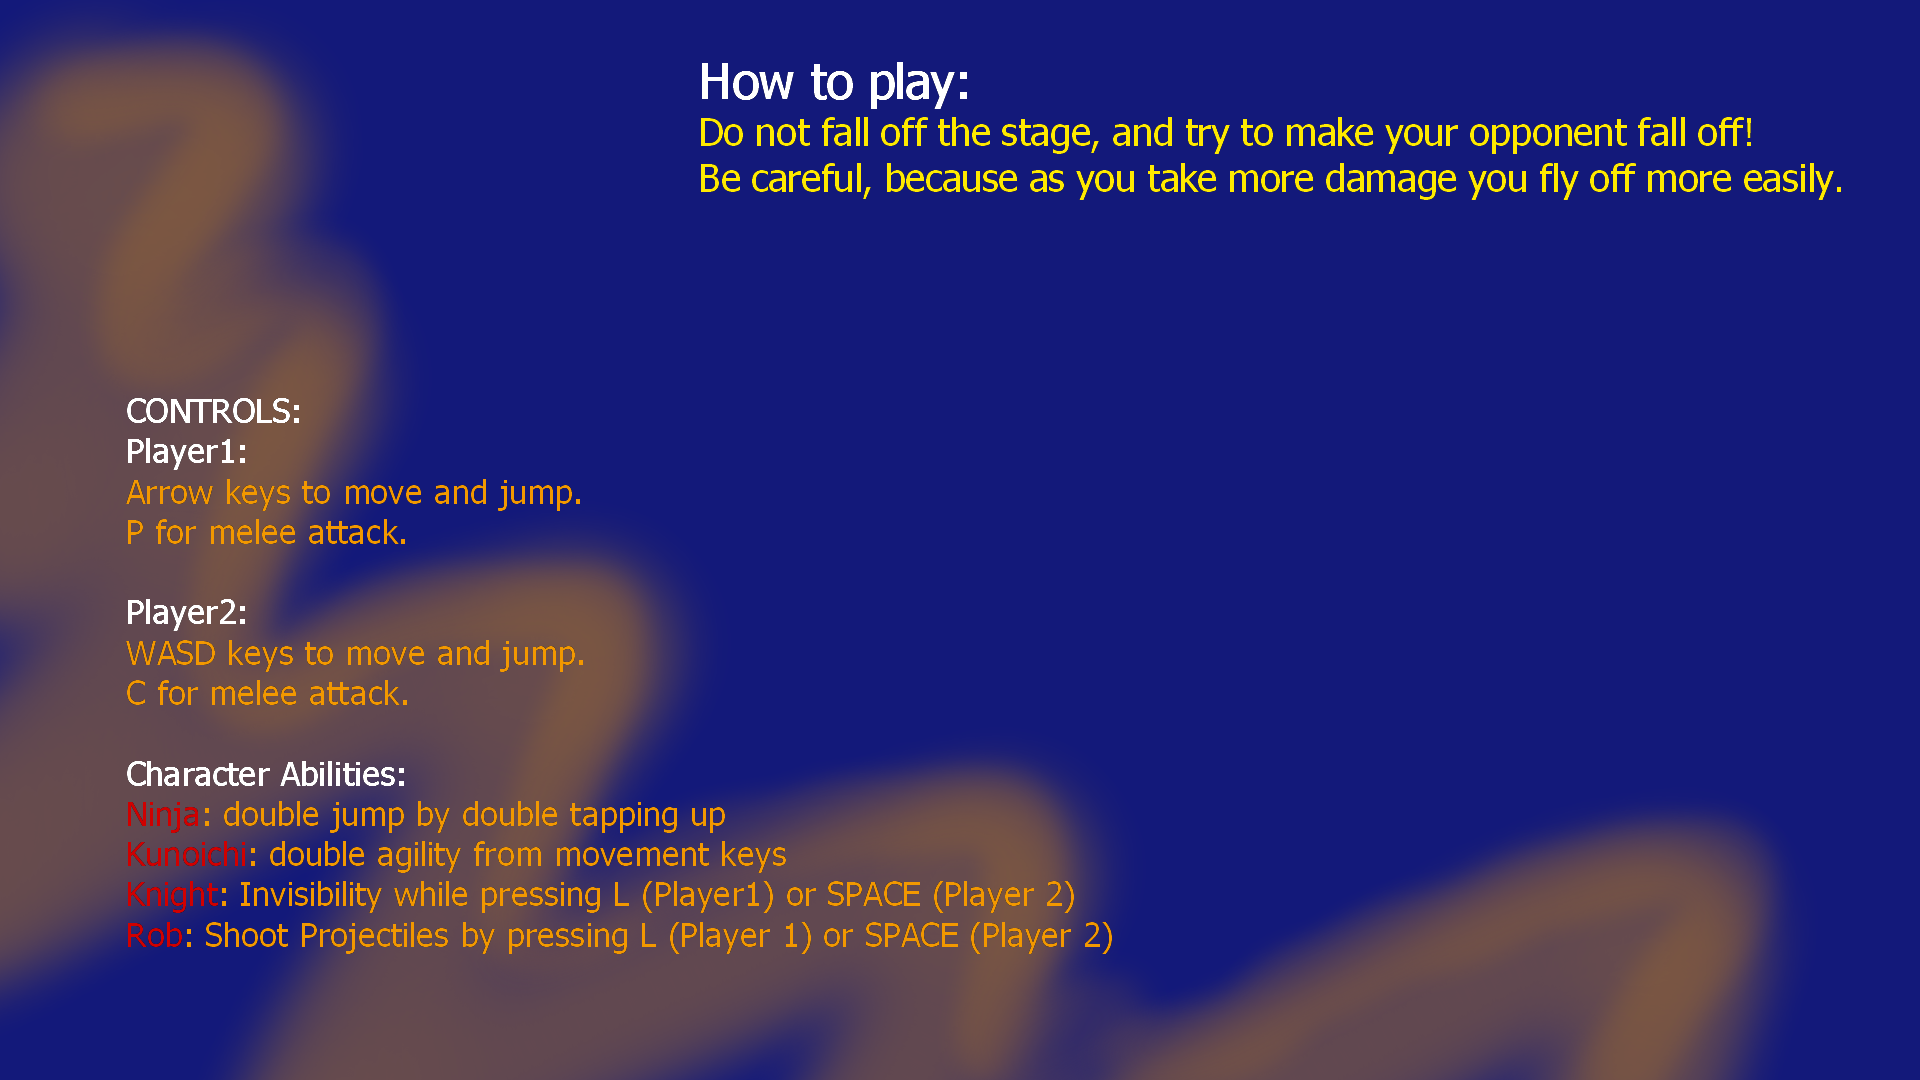 How to play:
Do not fall off the stage, and try to make your opponent fall off!
Be careful, because as you take more damage you fly off more easily.
CONTROLS:
Player1:
Arrow keys to move and jump.
P for melee attack.
Player2:
WASD keys to move and jump.
C for melee attack.
Character Abilities:
Ninja: double jump by double tapping up
Kunoichi: double agility from movement keys
Knight: Invisibility while pressing L (Player1) or SPACE (Player 2)
Rob: Shoot Projectiles by pressing L (Player 1) or SPACE (Player 2)